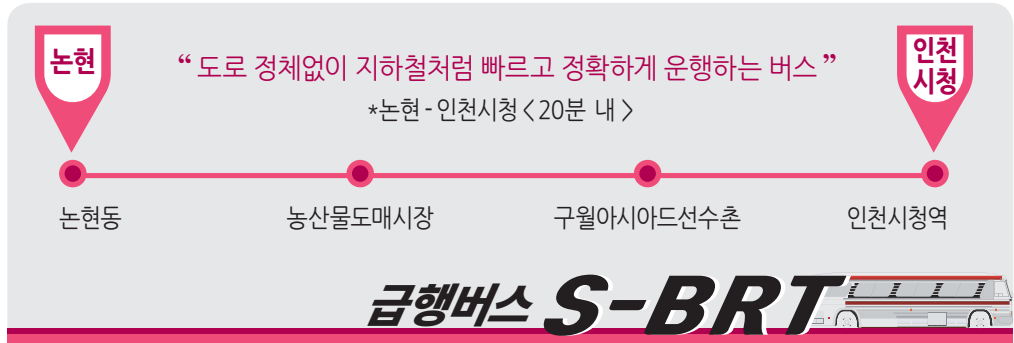 논현
인천
시청
“ 도로 정체없이 지하철처럼 빠르고 정확하게 운행하는 버스 ”
*논현 - 인천시청 < 20분 내 >
논현동
농산물도매시장
구월아시아드선수촌
인천시청역
급행버스 S-BRT